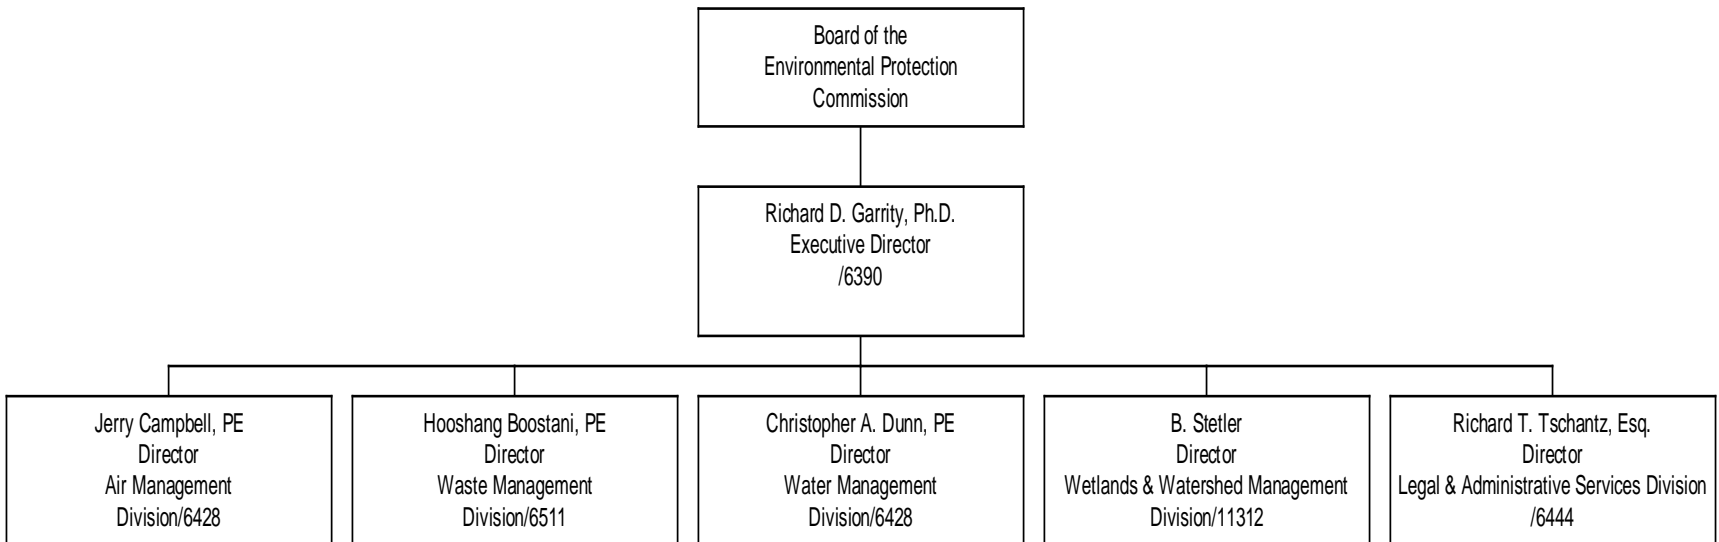 Board of the
Environmental Protection
Commission
Richard D. Garrity, Ph.D.
Executive Director
/6390
Jerry Campbell, PE
Director
Air Management
Division/6428
Hooshang Boostani, PE
Director
Waste Management
Division/6511
Christopher A. Dunn, PE
Director
Water Management
Division/6428
B. Stetler
Director
Wetlands & Watershed Management
Division/11312
Richard T. Tschantz, Esq.
Director
Legal & Administrative Services Division
/6444